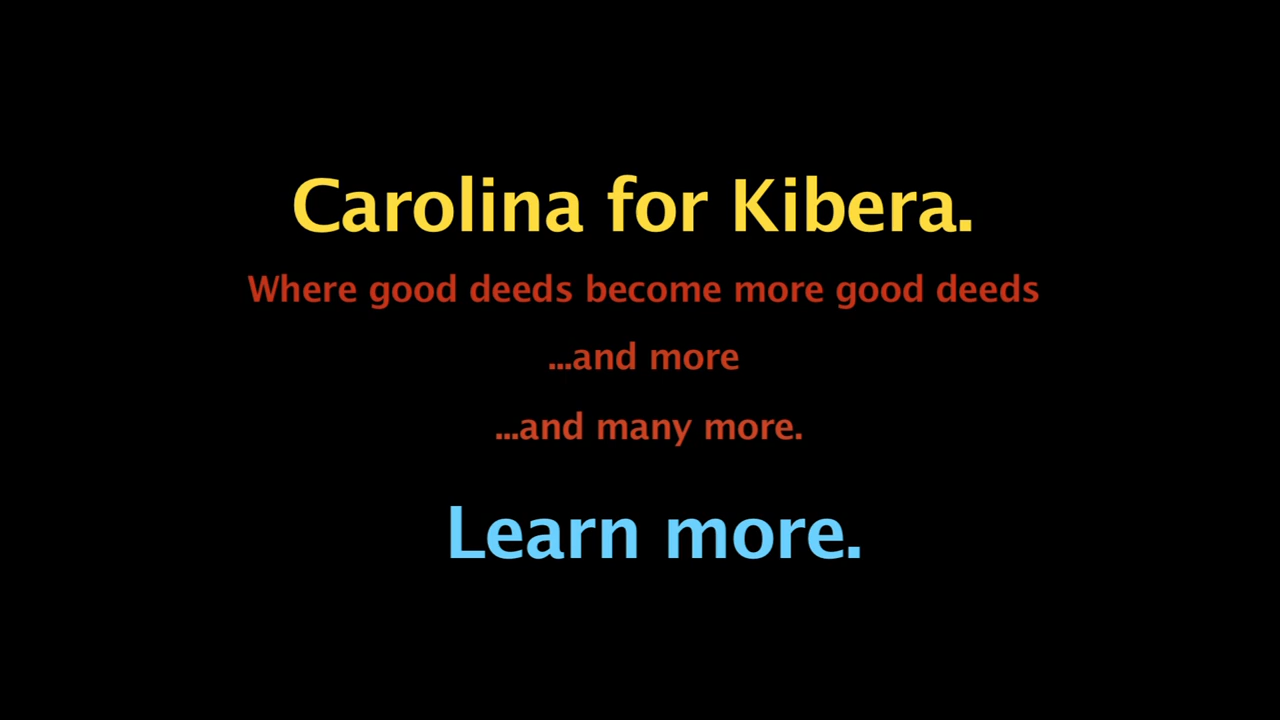 Carolina for Kibera.
Where good deeds become more good deeds
...and more
...and many more.
Learn more.